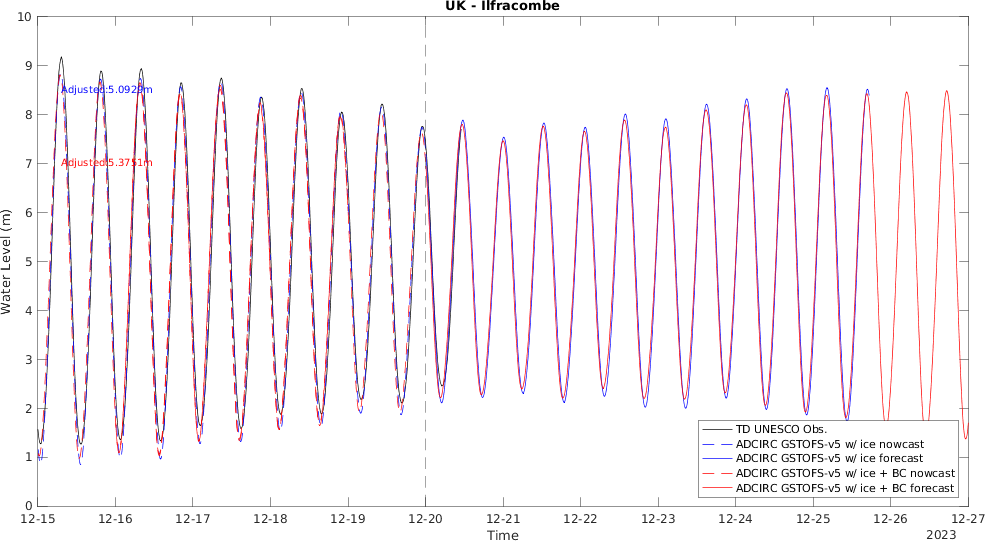 UK - Ilfracombe
10
9
8
7
6
5
4
3
2
1
0
Water Level (m)
Adjusted:5.0929m
Adjusted:5.3751m
TD UNESCO Obs.
ADCIRC GSTOFS-v5 w/ ice nowcast
ADCIRC GSTOFS-v5 w/ ice forecast
ADCIRC GSTOFS-v5 w/ ice + BC nowcast
ADCIRC GSTOFS-v5 w/ ice + BC forecast
12-15 12-16 12-17 12-18 12-19 12-20 12-21 12-22 12-23 12-24 12-25 12-26 12-27
Time
2023